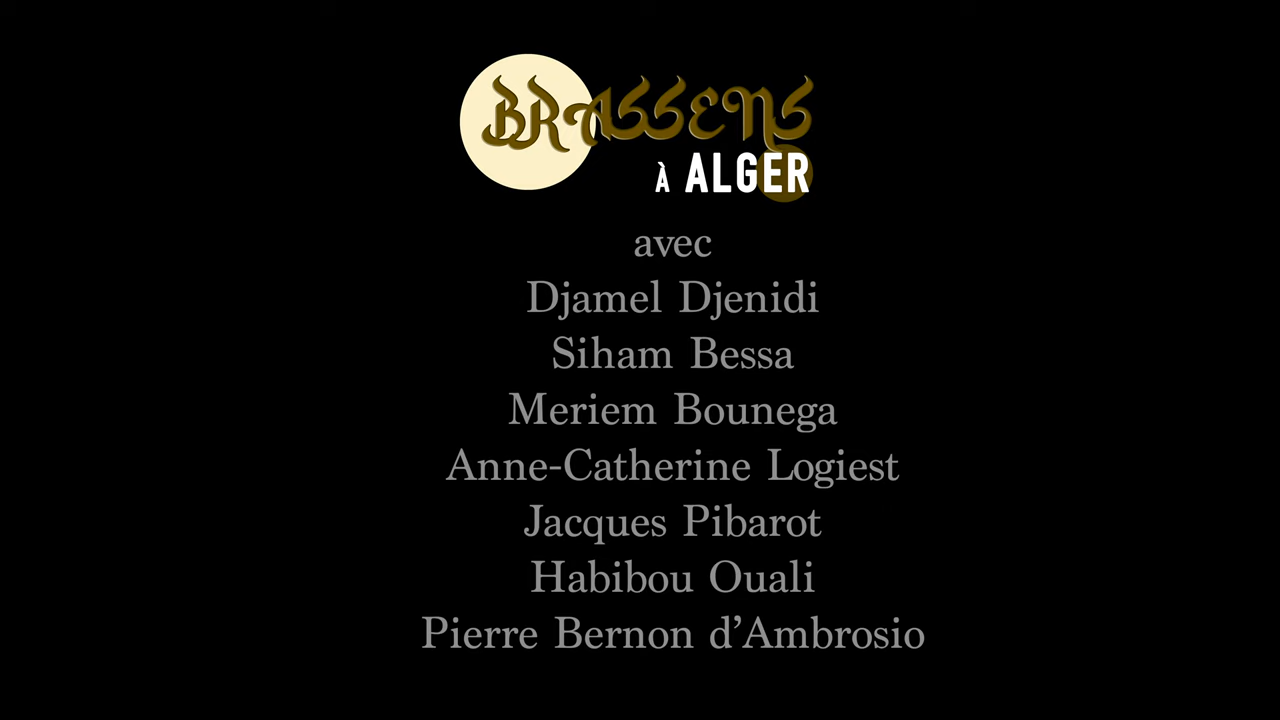 BRASSENS
À ALGER
avec
Djamel Djenidi
Siham Bessa
Meriem Bounega
Anne-Catherine Logiest
Jacques Pibarot
Habibou Ouali
Pierre Bernon d’Ambrosio